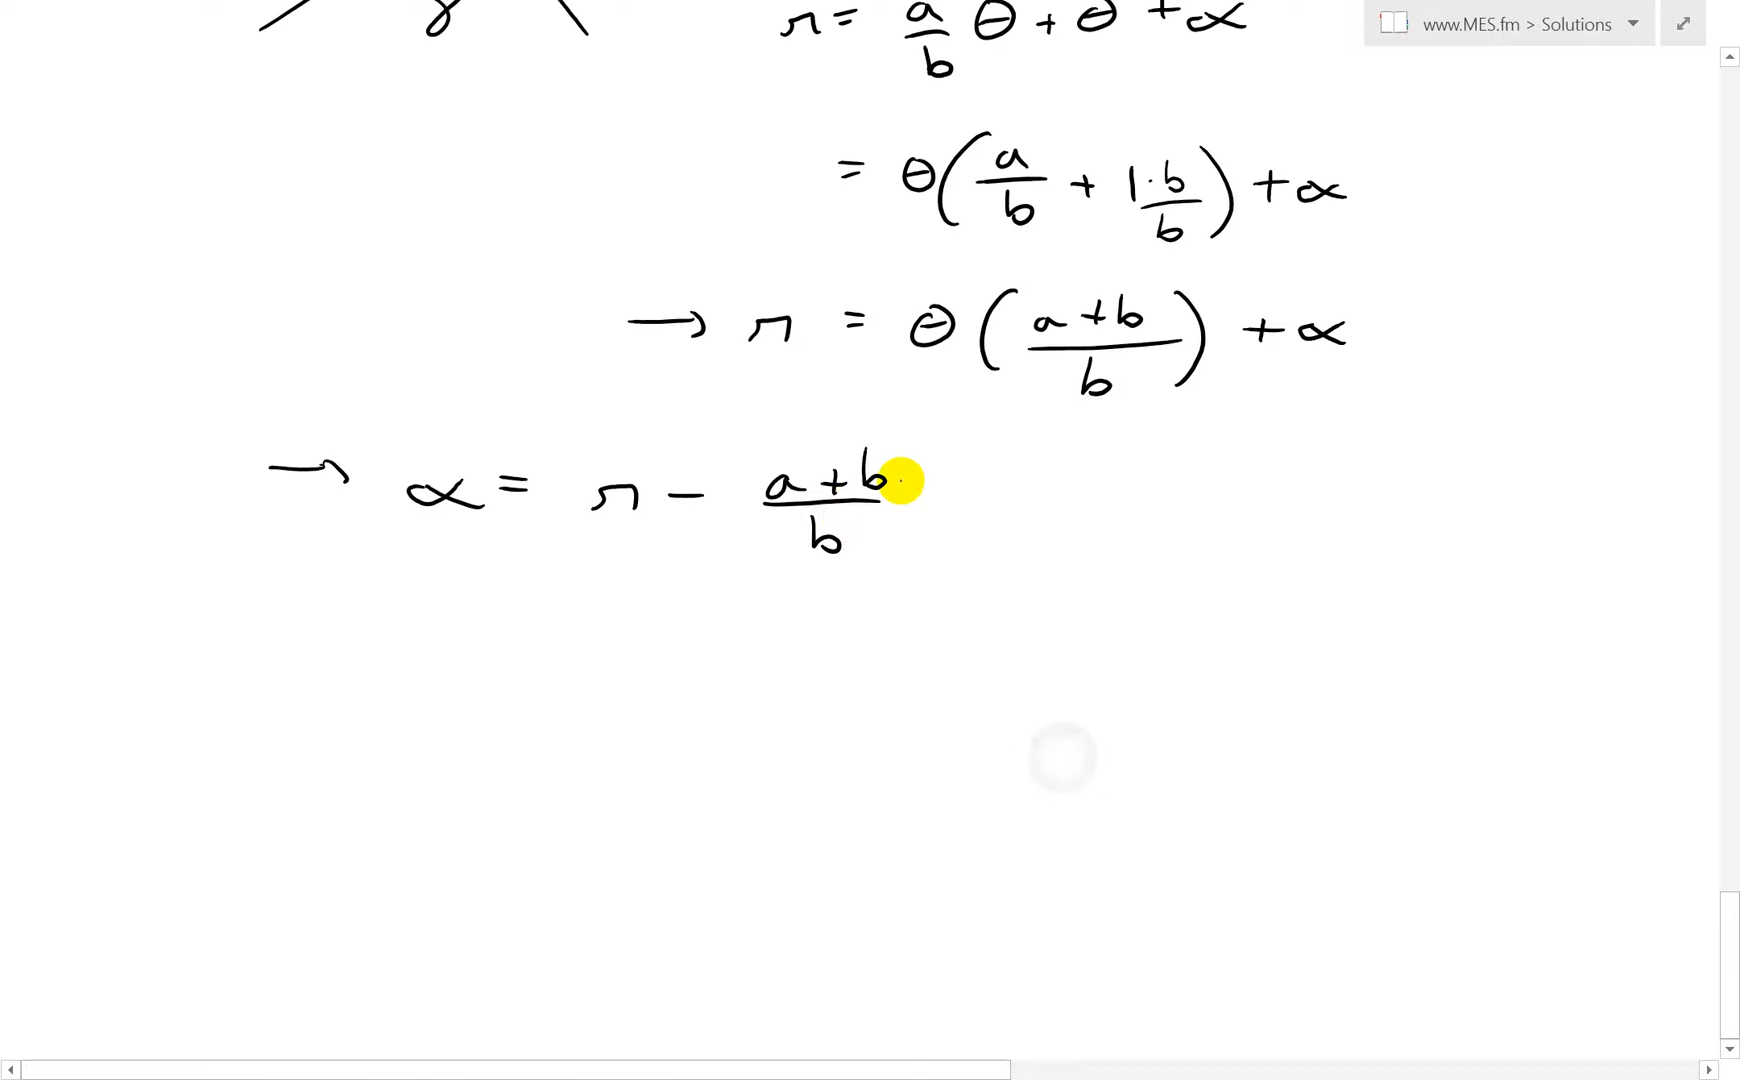 π = a/b θ + θ + α
www.MES.fm > Solutions
= θ(a/b + 1·b/b) + α
→ π = θ(a+b/b) + α
→ α = π − a+b/b